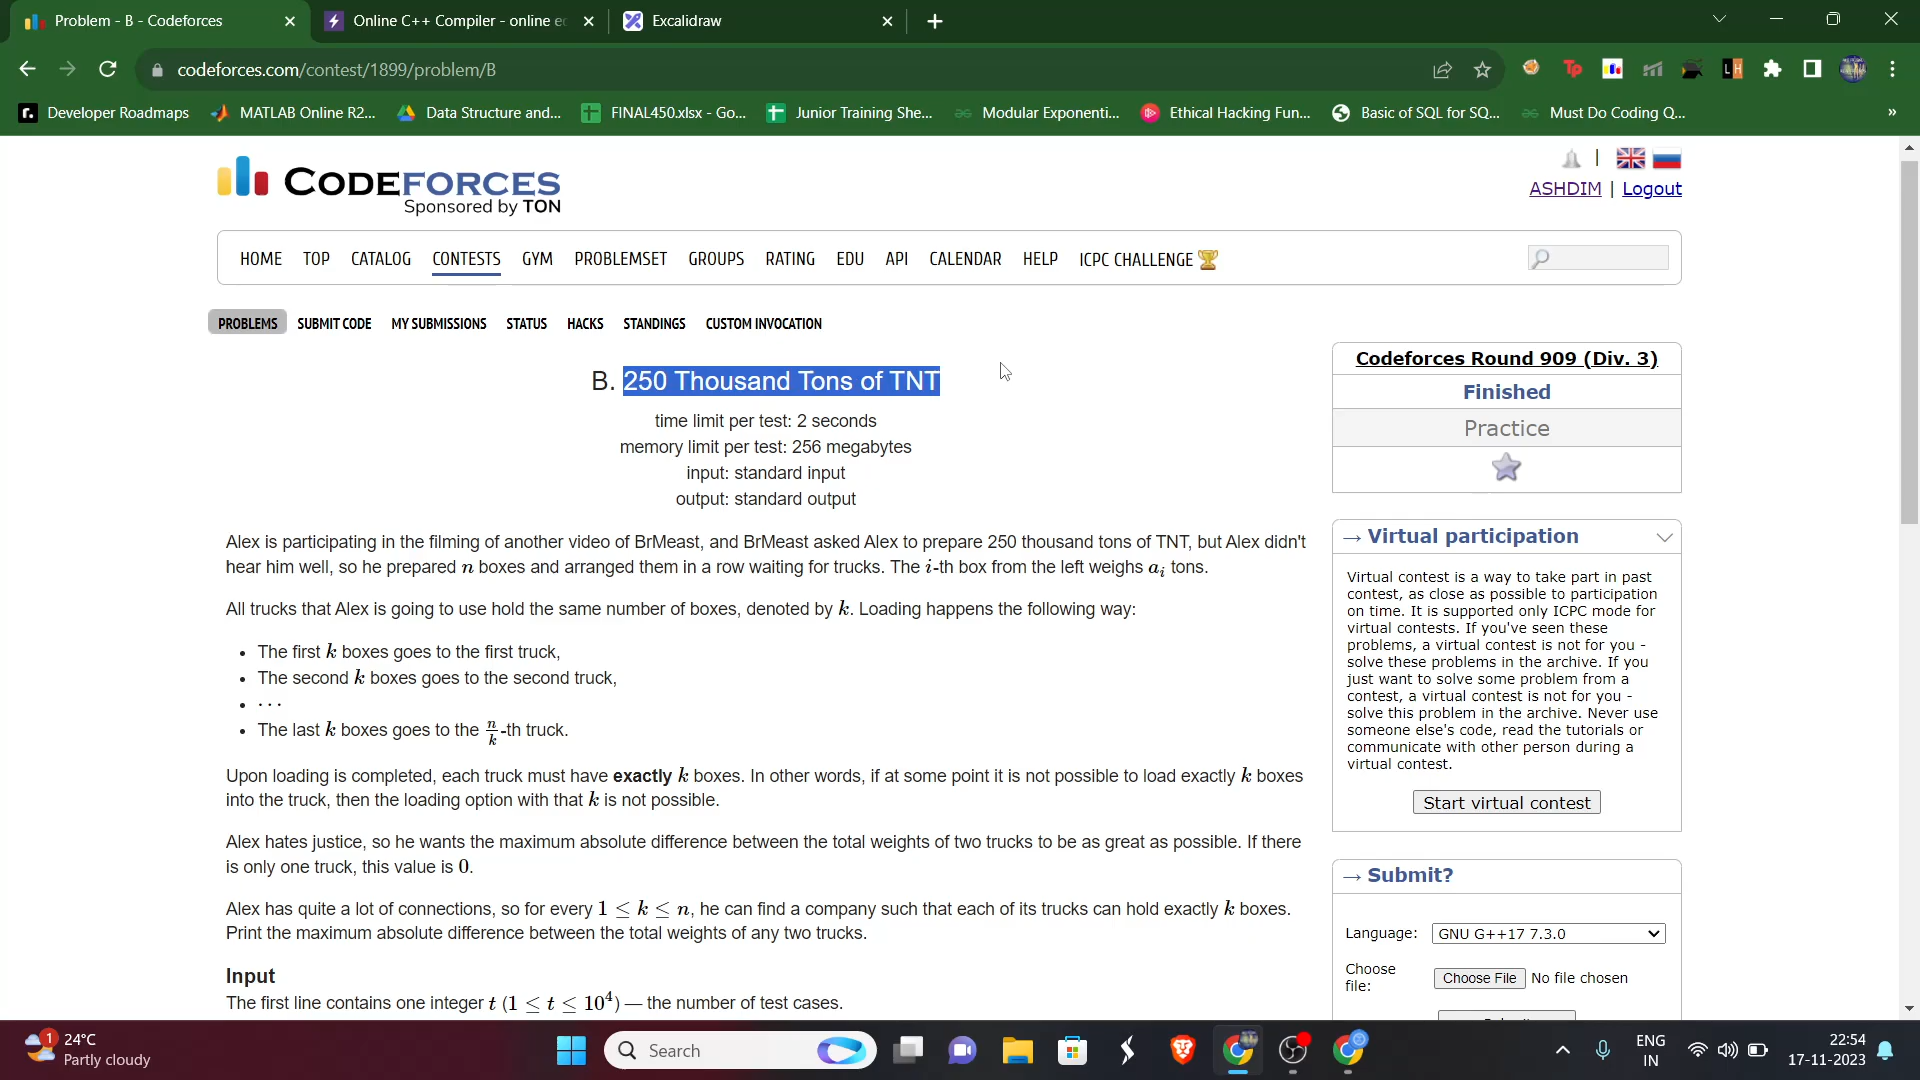 Problem - B - Codeforces
Online C++ Compiler - online e
Excalidraw
codeforces.com/contest/1899/problem/B
Developer Roadmaps
MATLAB Online R2...
Data Structure and...
FINAL450.xlsx - Go...
Junior Training She...
Modular Exponenti...
Ethical Hacking Fun...
Basic of SQL for SQ...
Must Do Coding Q...
»
CODEFORCES
Sponsored by TON
ASHDIM | Logout
HOME TOP CATALOG CONTESTS GYM PROBLEMSET GROUPS RATING EDU API CALENDAR HELP ICPC CHALLENGE
PROBLEMS SUBMIT CODE MY SUBMISSIONS STATUS HACKS STANDINGS CUSTOM INVOCATION
B. 250 Thousand Tons of TNT
time limit per test: 2 seconds
memory limit per test: 256 megabytes
input: standard input
output: standard output
Alex is participating in the filming of another video of BrMeast, and BrMeast asked Alex to prepare 250 thousand tons of TNT, but Alex didn't
hear him well, so he prepared n boxes and arranged them in a row waiting for trucks. The i-th box from the left weighs a_i tons.
All trucks that Alex is going to use hold the same number of boxes, denoted by k. Loading happens the following way:
• The first k boxes goes to the first truck,
• The second k boxes goes to the second truck,
• ···
• The last k boxes goes to the n/k-th truck.
Upon loading is completed, each truck must have exactly k boxes. In other words, if at some point it is not possible to load exactly k boxes
into the truck, then the loading option with that k is not possible.
Alex hates justice, so he wants the maximum absolute difference between the total weights of two trucks to be as great as possible. If there
is only one truck, this value is 0.
Alex has quite a lot of connections, so for every 1 ≤ k ≤ n, he can find a company such that each of its trucks can hold exactly k boxes.
Print the maximum absolute difference between the total weights of any two trucks.
Input
The first line contains one integer t (1 ≤ t ≤ 10^4) — the number of test cases.
Codeforces Round 909 (Div. 3)
Finished
Practice
→ Virtual participation
Virtual contest is a way to take part in past
contest, as close as possible to participation
on time. It is supported only ICPC mode for
virtual contests. If you've seen these
problems, a virtual contest is not for you -
solve these problems in the archive. If you
just want to solve some problem from a
contest, a virtual contest is not for you -
solve this problem in the archive. Never use
someone else's code, read the tutorials or
communicate with other person during a
virtual contest.
Start virtual contest
→ Submit?
Language: GNU G++17 7.3.0
Choose
file:
Choose File No file chosen
1
24°C
Partly cloudy
Search
ENG
IN
22:54
17-11-2023